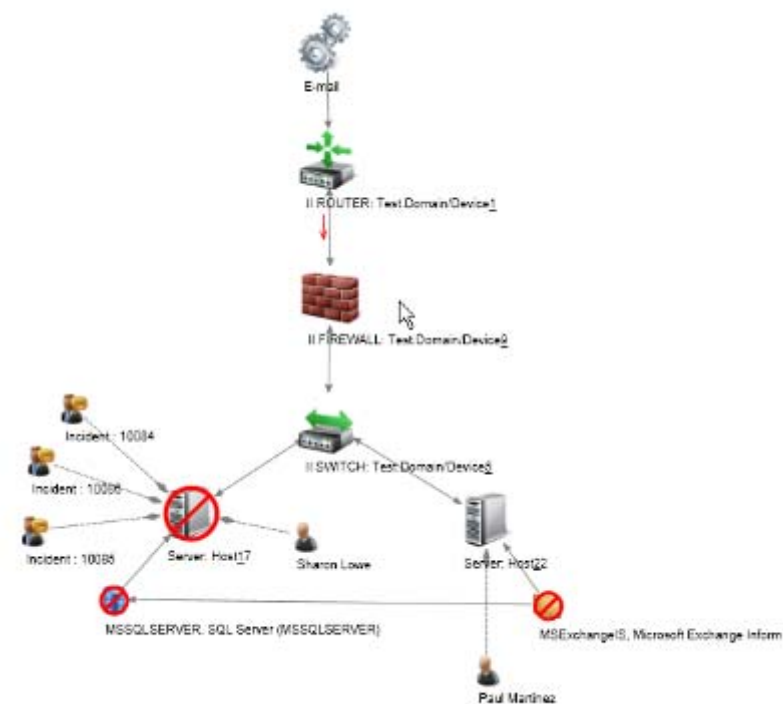 E-mail
II ROUTER: Test Domain/Device1
II FIREWALL: Test Domain/Device9
Incident : 10084
II SWITCH: Test Domain/Device8
Incident : 10086
Server: Host17
Incident : 10085
Sharon Lowe
Server: Host22
MSSQLSERVER, SQL Server (MSSQLSERVER)
MSExchangeIS, Microsoft Exchange Inform
Paul Martinez